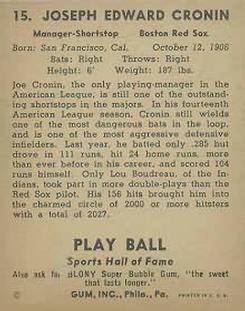 15. JOSEPH EDWARD CRONIN
Manager-Shortstop Boston Red Sox.
Born: San Francisco, Cal. October 12, 1906
Bats: Right Throws: Right
Height: 6' Weight: 187 lbs.
Joe Cronin, the only playing-manager in the
American League, is still one of the outstand-
ing shortstops in the majors. In his fourteenth
American League season, Cronin still wields
one of the most dangerous bats in the loop,
and is one of the most aggressive defensive
infielders. Last year, he batted only .285 but
drove in 111 runs, hit 24 home runs, more
than ever before in his career, and scored 104
runs himself. Only Lou Boudreau, of the In-
dians, took part in more double-plays than the
Red Sox pilot. His 156 hits brought him into
the charmed circle of 2000 or more hitsters
with a total of 2027.
PLAY BALL
Sports Hall of Fame
Also ask for BLONY Super Bubble Gum, "the sweet
that lasts longer."
© GUM, INC., Phila., Pa. PRINTED IN U. S. A.